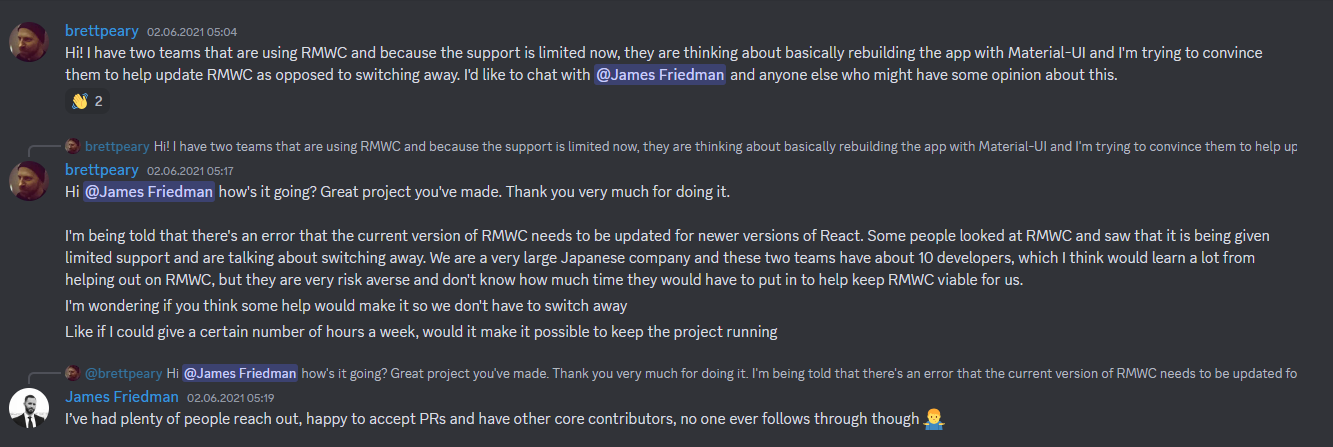 brettpeary 02.06.2021 05:04
Hi! I have two teams that are using RMWC and because the support is limited now, they are thinking about basically rebuilding the app with Material-UI and I'm trying to convince
them to help update RMWC as opposed to switching away. I'd like to chat with @James Friedman and anyone else who might have some opinion about this.
👋 2
brettpeary Hi! I have two teams that are using RMWC and because the support is limited now, they are thinking about basically rebuilding the app with Material-UI and I'm trying to convince them to help up
brettpeary 02.06.2021 05:17
Hi @James Friedman how's it going? Great project you've made. Thank you very much for doing it.
I'm being told that there's an error that the current version of RMWC needs to be updated for newer versions of React. Some people looked at RMWC and saw that it is being given
limited support and are talking about switching away. We are a very large Japanese company and these two teams have about 10 developers, which I think would learn a lot from
helping out on RMWC, but they are very risk averse and don't know how much time they would have to put in to help keep RMWC viable for us.
I'm wondering if you think some help would make it so we don't have to switch away
Like if I could give a certain number of hours a week, would it make it possible to keep the project running
@brettpeary Hi @James Friedman how's it going? Great project you've made. Thank you very much for doing it. I'm being told that there's an error that the current version of RMWC needs to be updated fo
James Friedman 02.06.2021 05:19
I've had plenty of people reach out, happy to accept PRs and have other core contributors, no one ever follows through though 🤷‍♂️